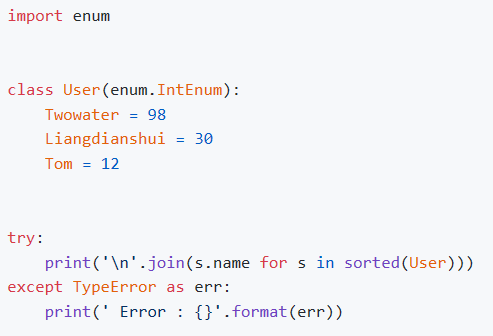 import enum
class User(enum.IntEnum):
    Twowater = 98
    Liangdianshui = 30
    Tom = 12
try:
    print('\n'.join(s.name for s in sorted(User)))
except TypeError as err:
    print(' Error : {}'.format(err))